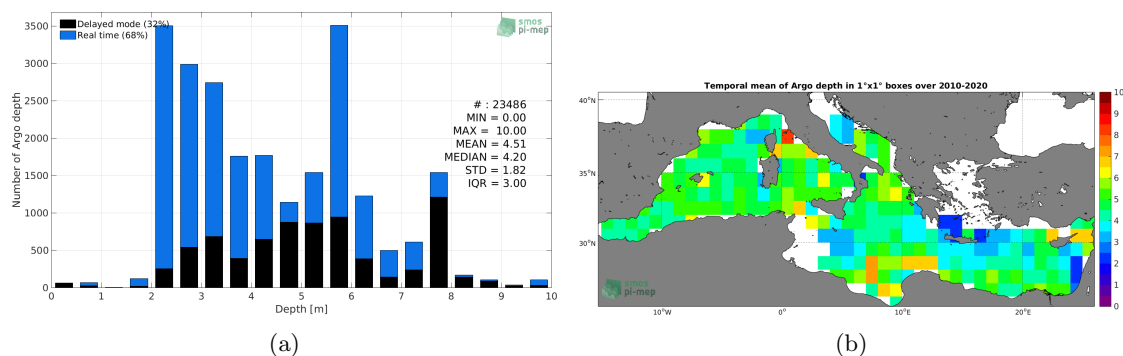 Delayed mode (32%)
Real time (68%)
smos
pi-mep
3500
3000
2500
2000
1500
1000
500
0
Number of Argo depth
# : 23486
MIN = 0.00
MAX = 10.00
MEAN = 4.51
MEDIAN = 4.20
STD = 1.82
IQR = 3.00
0 1 2 3 4 5 6 7 8 9 10
Depth [m]
(a)
Temporal mean of Argo depth in 1°x1° boxes over 2010-2020
40°N
35°N
30°N
10°W 0°E 10°E 20°E
smos
pi-mep
10
9
8
7
6
5
4
3
2
1
0
(b)